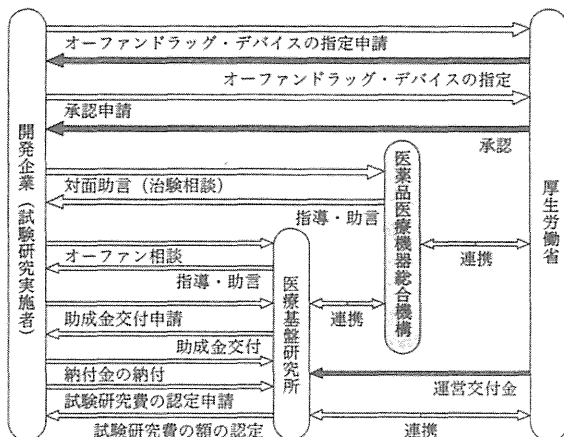 オーファンドラッグ・デバイスの指定申請
オーファンドラッグ・デバイスの指定
承認申請
承認
対面助言（治験相談）
指導・助言
オーファン相談
指導・助言
助成金交付申請
助成金交付
納付金の納付
試験研究費の認定申請
試験研究費の額の認定
連携
連携
運営交付金
連携
開発企業（試験研究実施者）
医療基盤研究所
医薬品医療機器総合機構
厚生労働省